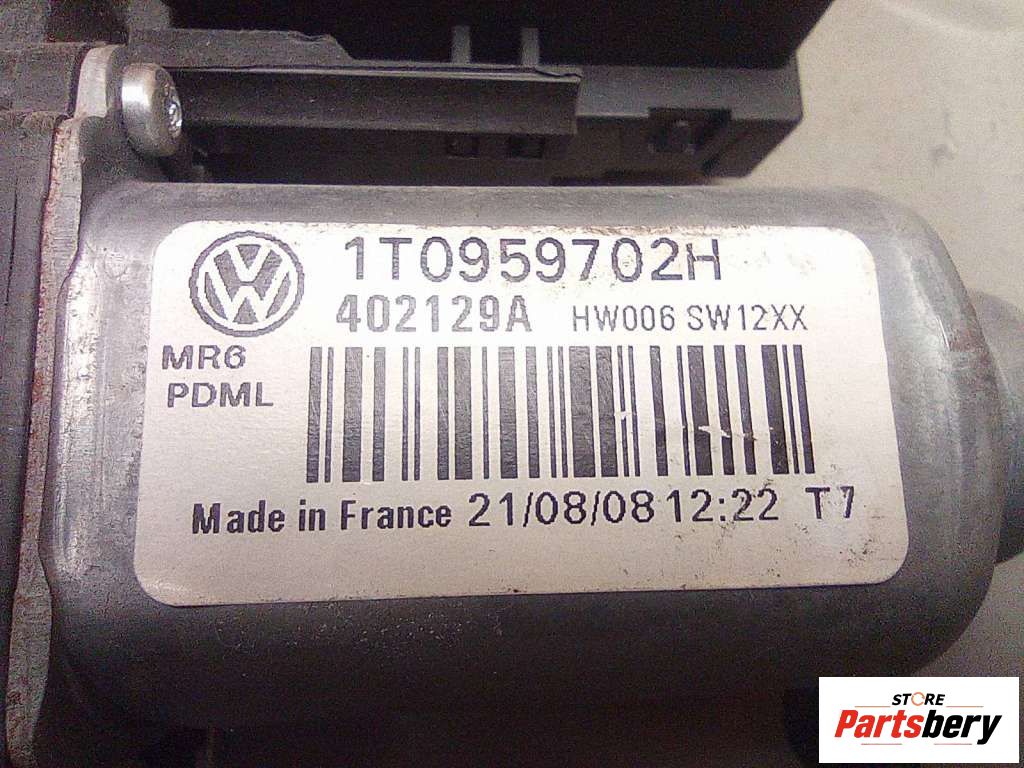 1T0959702H
402129A HW006 SW12XX
MR6
PDML
Made in France 21/08/08 12:22 T7
STORE
Partsbery